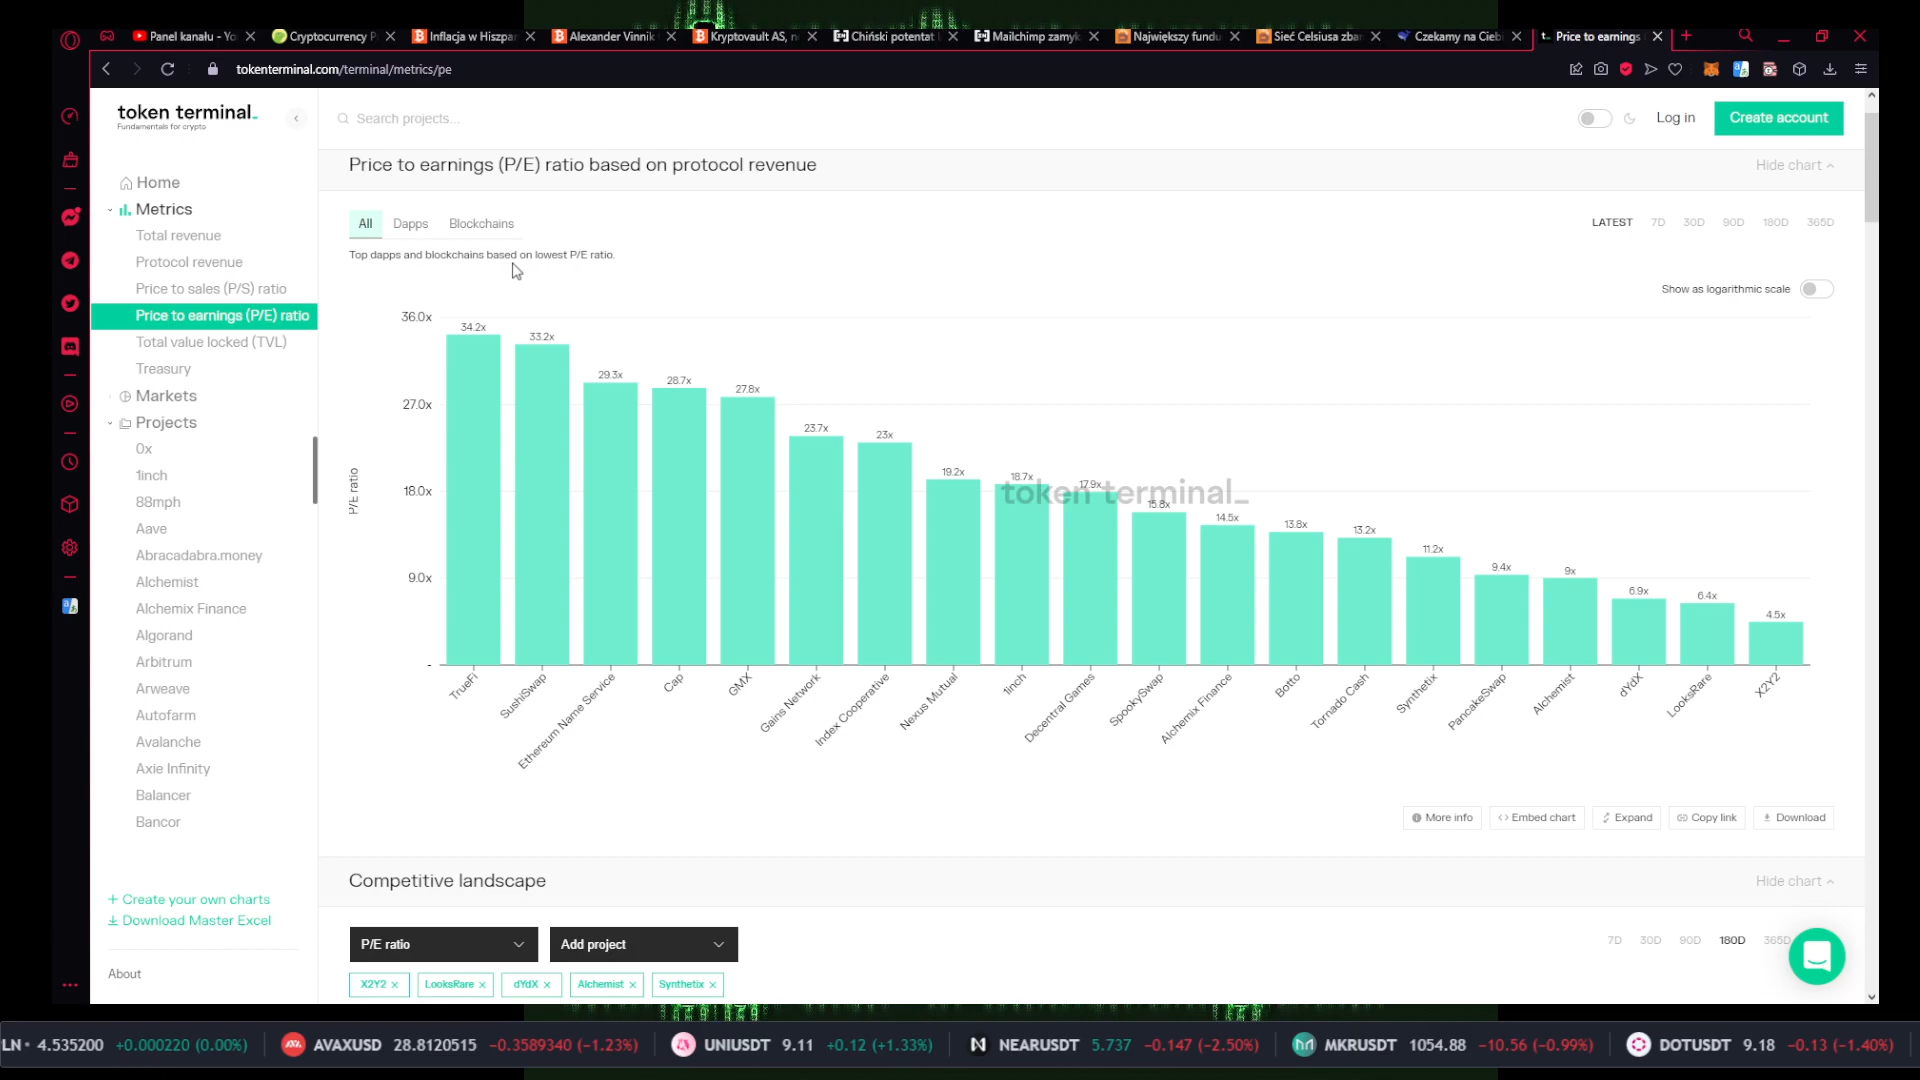 Panel kanału - Yo
Cryptocurrency P
Inflacja w Hiszpa
Alexander Vinnik
Kryptovault AS, n
Chiński potentat
Mailchimp zamyk
Największy fundu
Sieć Celsiusa zba
Czekamy na Cieb
Price to earnings
tokenterminal.com/terminal/metrics/pe
token terminal_
Fundamentals for crypto
Search projects...
Log in
Create account
Home
Metrics
Total revenue
Protocol revenue
Price to sales (P/S) ratio
Price to earnings (P/E) ratio
Total value locked (TVL)
Treasury
Markets
Projects
0x
1inch
88mph
Aave
Abracadabra.money
Alchemist
Alchemix Finance
Algorand
Arbitrum
Arweave
Autofarm
Avalanche
Axie Infinity
Balancer
Bancor
+ Create your own charts
Download Master Excel
About
Price to earnings (P/E) ratio based on protocol revenue
Hide chart
All Dapps Blockchains
LATEST 7D 30D 90D 180D 365D
Top dapps and blockchains based on lowest P/E ratio.
Show as logarithmic scale
P/E ratio
36.0x
27.0x
18.0x
9.0x
-
34.2x
33.2x
29.3x
28.7x
27.8x
23.7x
23x
19.2x
18.7x
17.9x
15.8x
14.5x
13.8x
13.2x
11.2x
9.4x
9x
6.9x
6.4x
4.5x
token terminal_
TrueFi
SushiSwap
Ethereum Name Service
Cap
GMX
Gains Network
Index Cooperative
Nexus Mutual
1inch
Decentral Games
SpookySwap
Alchemix Finance
Botto
Tornado Cash
Synthetix
PancakeSwap
Alchemist
dYdX
LooksRare
X2Y2
More info
Embed chart
Expand
Copy link
Download
Competitive landscape
Hide chart
P/E ratio
Add project
7D 30D 90D 180D 365D
X2Y2 × LooksRare × dYdX × Alchemist × Synthetix ×
LN 4.535200 +0.000220 (0.00%)
AVAXUSD 28.8120515 −0.3589340 (−1.23%)
UNIUSDT 9.11 +0.12 (+1.33%)
NEARUSDT 5.737 −0.147 (−2.50%)
MKRUSDT 1054.88 −10.56 (−0.99%)
DOTUSDT 9.18 −0.13 (−1.40%)